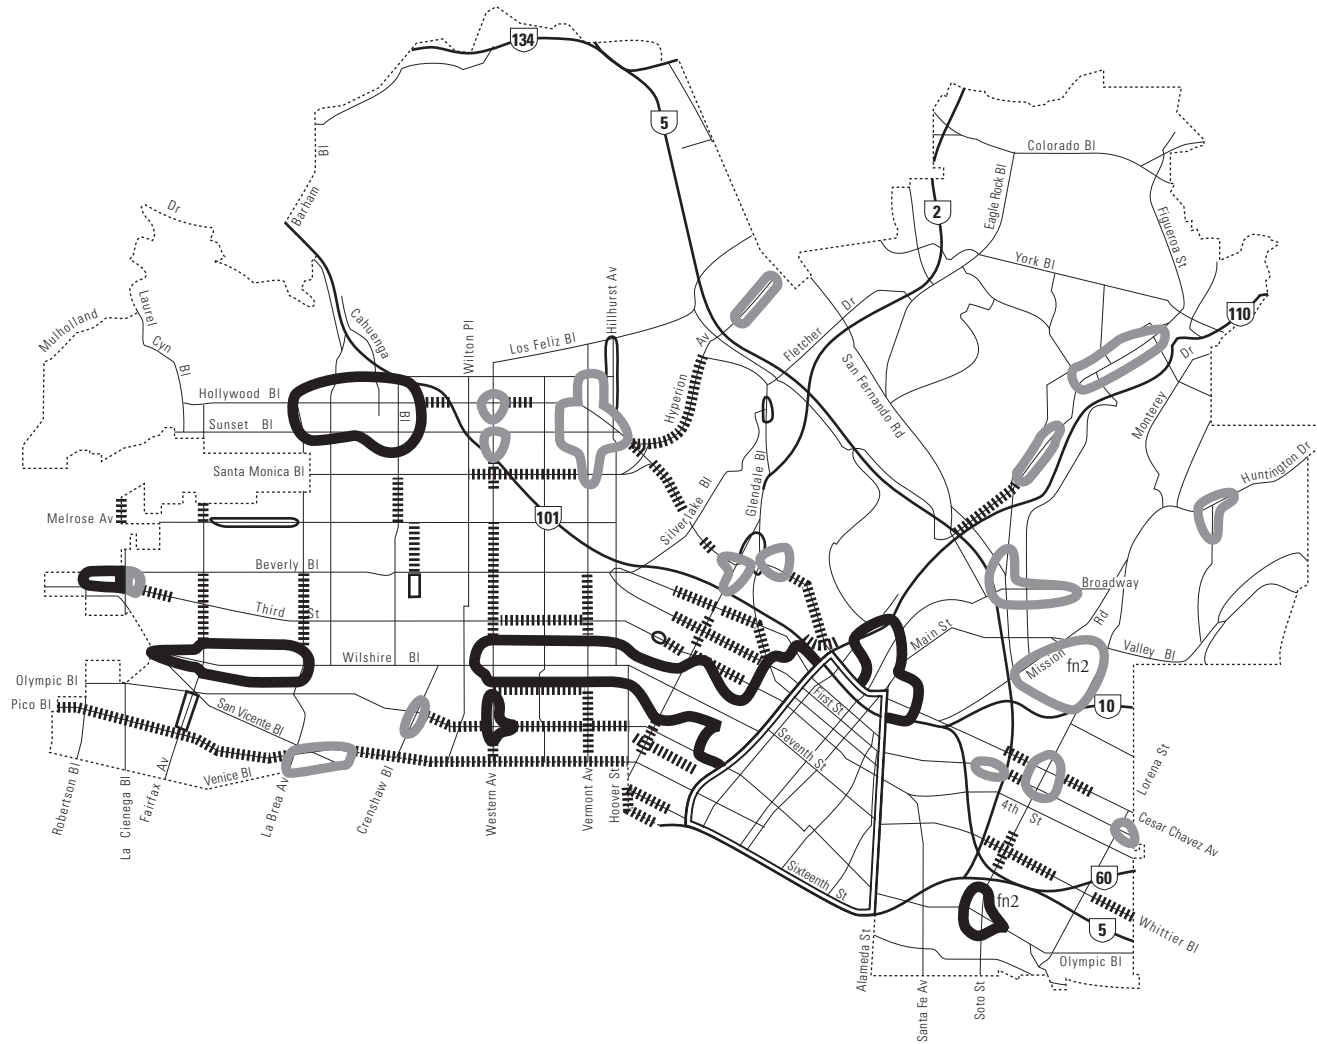 134
5
Colorado Bl
Barham Bl
Eagle Rock Bl
2
Figueroa St
Mulholland Dr
York Bl
Laurel Cyn Bl
Cahuenga Bl
Wilton Pl
Hillhurst Av
Los Feliz Bl
Hyperion Av
Fletcher Dr
San Fernando Rd
110
Monterey Dr
Hollywood Bl
Sunset Bl
Santa Monica Bl
Huntington Dr
Melrose Av
101
Silverlake Bl
Glendale Bl
Beverly Bl
Third St
Broadway
Main St
Mission Rd
fn2
Valley Bl
Wilshire Bl
Olympic Bl
Pico Bl
San Vicente Bl
Venice Bl
First St
Seventh St
10
Robertson Bl
La Cienega Bl
Fairfax Av
La Brea Av
Crenshaw Bl
Western Av
Vermont Av
Hoover St
4th St
Lorena St
Cesar Chavez Av
Sixteenth St
60
fn2
5
Whittier Bl
Olympic Bl
Alameda St
Santa Fe Av
Soto St